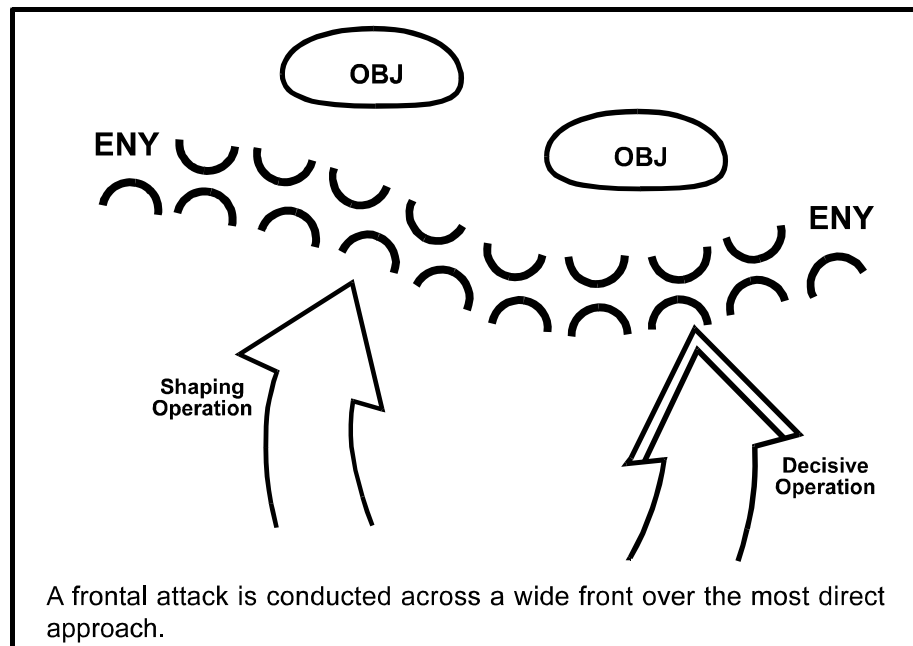 OBJ
ENY
OBJ
ENY
Shaping
Operation
Decisive
Operation
A frontal attack is conducted across a wide front over the most direct
approach.